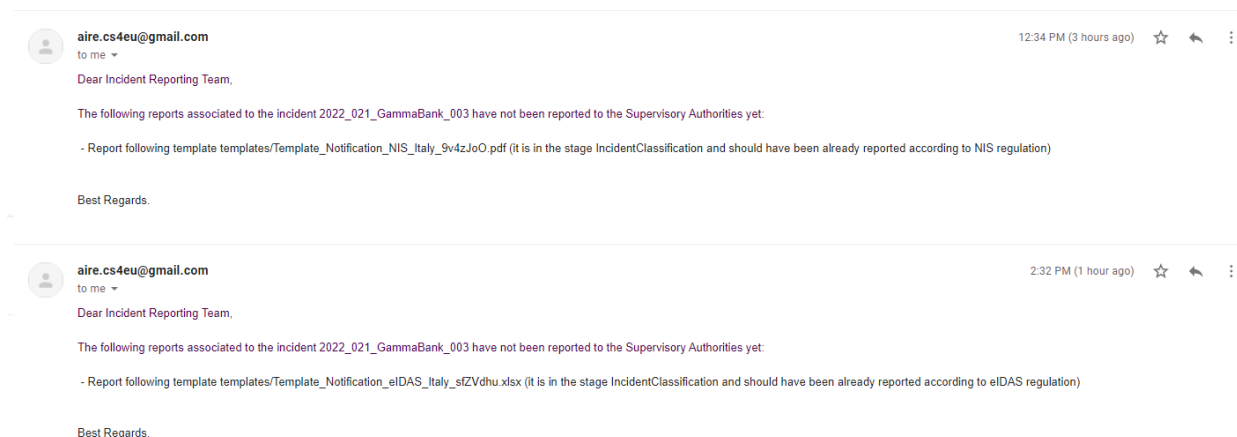 aire.cs4eu@gmail.com
12:34 PM (3 hours ago)
to me
Dear Incident Reporting Team,
The following reports associated to the incident 2022_021_GammaBank_003 have not been reported to the Supervisory Authorities yet:
- Report following template templates/Template_Notification_NIS_Italy_9v4zJoO.pdf (it is in the stage IncidentClassification and should have been already reported according to NIS regulation)
Best Regards.
aire.cs4eu@gmail.com
2:32 PM (1 hour ago)
to me
Dear Incident Reporting Team,
The following reports associated to the incident 2022_021_GammaBank_003 have not been reported to the Supervisory Authorities yet:
- Report following template templates/Template_Notification_eIDAS_Italy_sfZVdhu.xlsx (it is in the stage IncidentClassification and should have been already reported according to eIDAS regulation)
Best Regards.